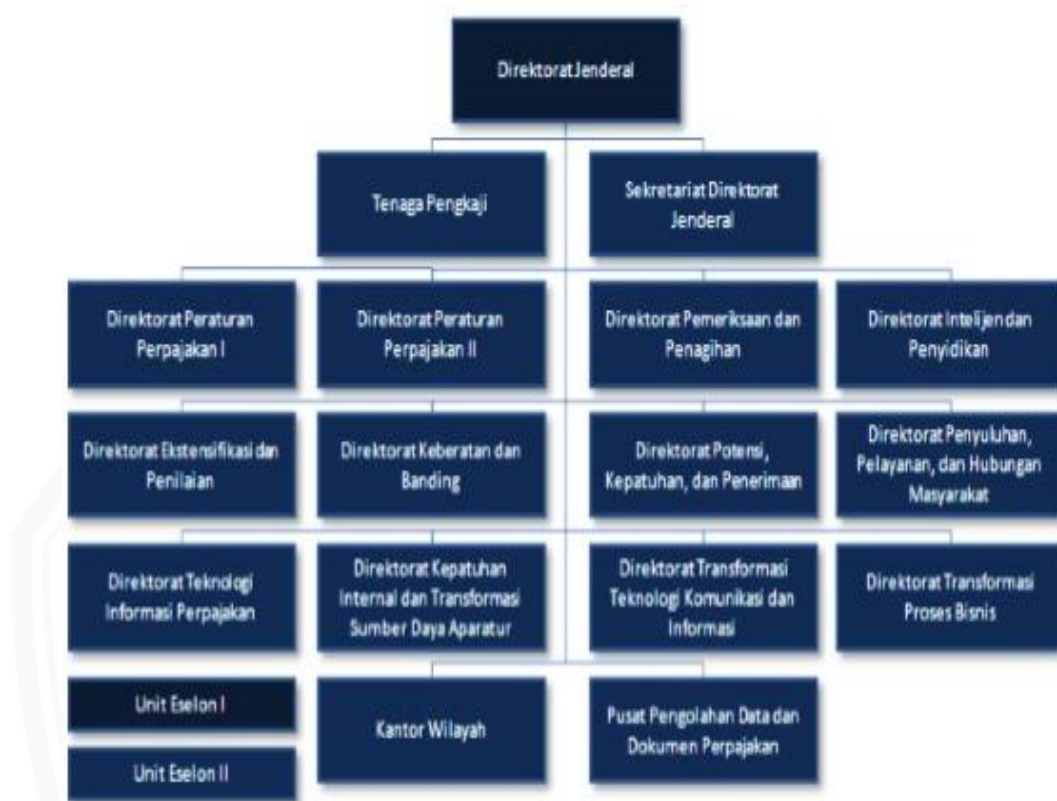 Direktorat Jenderal
Tenaga Pengkaji
Sekretariat Direktorat
Jenderal
Direktorat Peraturan
Perpajakan I
Direktorat Peraturan
Perpajakan II
Direktorat Pemeriksaan dan
Penagihan
Direktorat Intelijen dan
Penyidikan
Direktorat Ekstensifikasi dan
Penilaian
Direktorat Keberatan dan
Banding
Direktorat Potensi,
Kepatuhan, dan Penerimaan
Direktorat Penyuluhan,
Pelayanan, dan Hubungan
Masyarakat
Direktorat Teknologi
Informasi Perpajakan
Direktorat Kepatuhan
Internal dan Transformasi
Sumber Daya Aparatur
Direktorat Transformasi
Teknologi Komunikasi dan
Informasi
Direktorat Transformasi
Proses Bisnis
Unit Eselon I
Unit Eselon II
Kantor Wilayah
Pusat Pengolahan Data dan
Dokumen Perpajakan